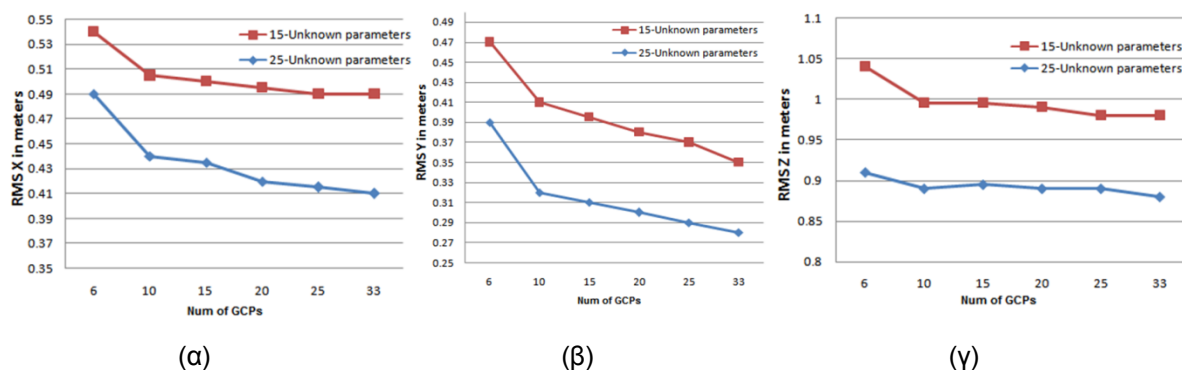 RMS X in meters
0.55
0.53
0.51
0.49
0.47
0.45
0.43
0.41
0.39
0.37
0.35
15-Unknown parameters
25-Unknown parameters
6 10 15 20 25 33
Num of GCPs
(α)
RMS Y in meters
0.49
0.47
0.45
0.43
0.41
0.39
0.37
0.35
0.33
0.31
0.29
0.27
0.25
15-Unknown parameters
25-Unknown parameters
6 10 15 20 25 33
Num of GCPs
(β)
RMS Z in meters
1.1
1.05
1
0.95
0.9
0.85
0.8
15-Unknown parameters
25-Unknown parameters
6 10 15 20 25 33
Num of GCPs
(γ)